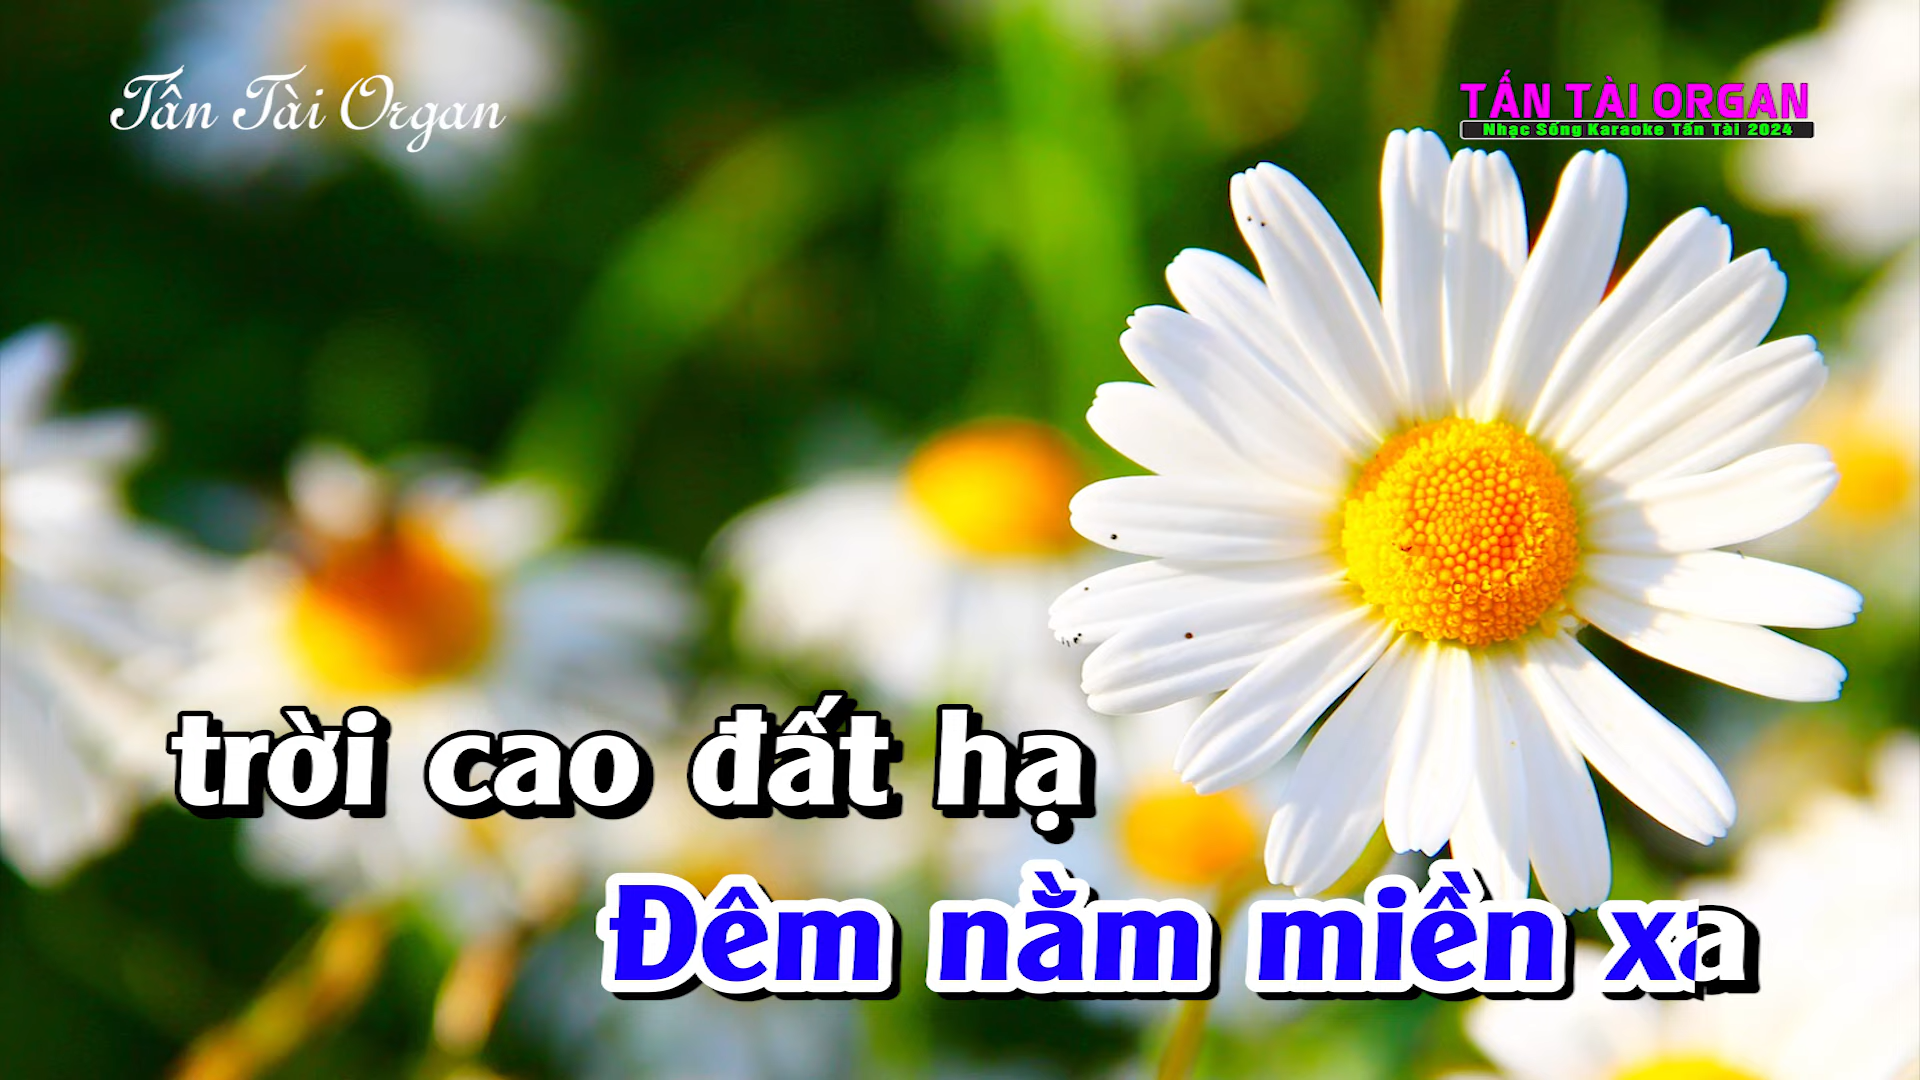 Tấn Tài Organ
TẤN TÀI ORGAN
Nhạc Sống Karaoke Tấn Tài 2024
trời cao đất hạ
Đêm nằm miền xa